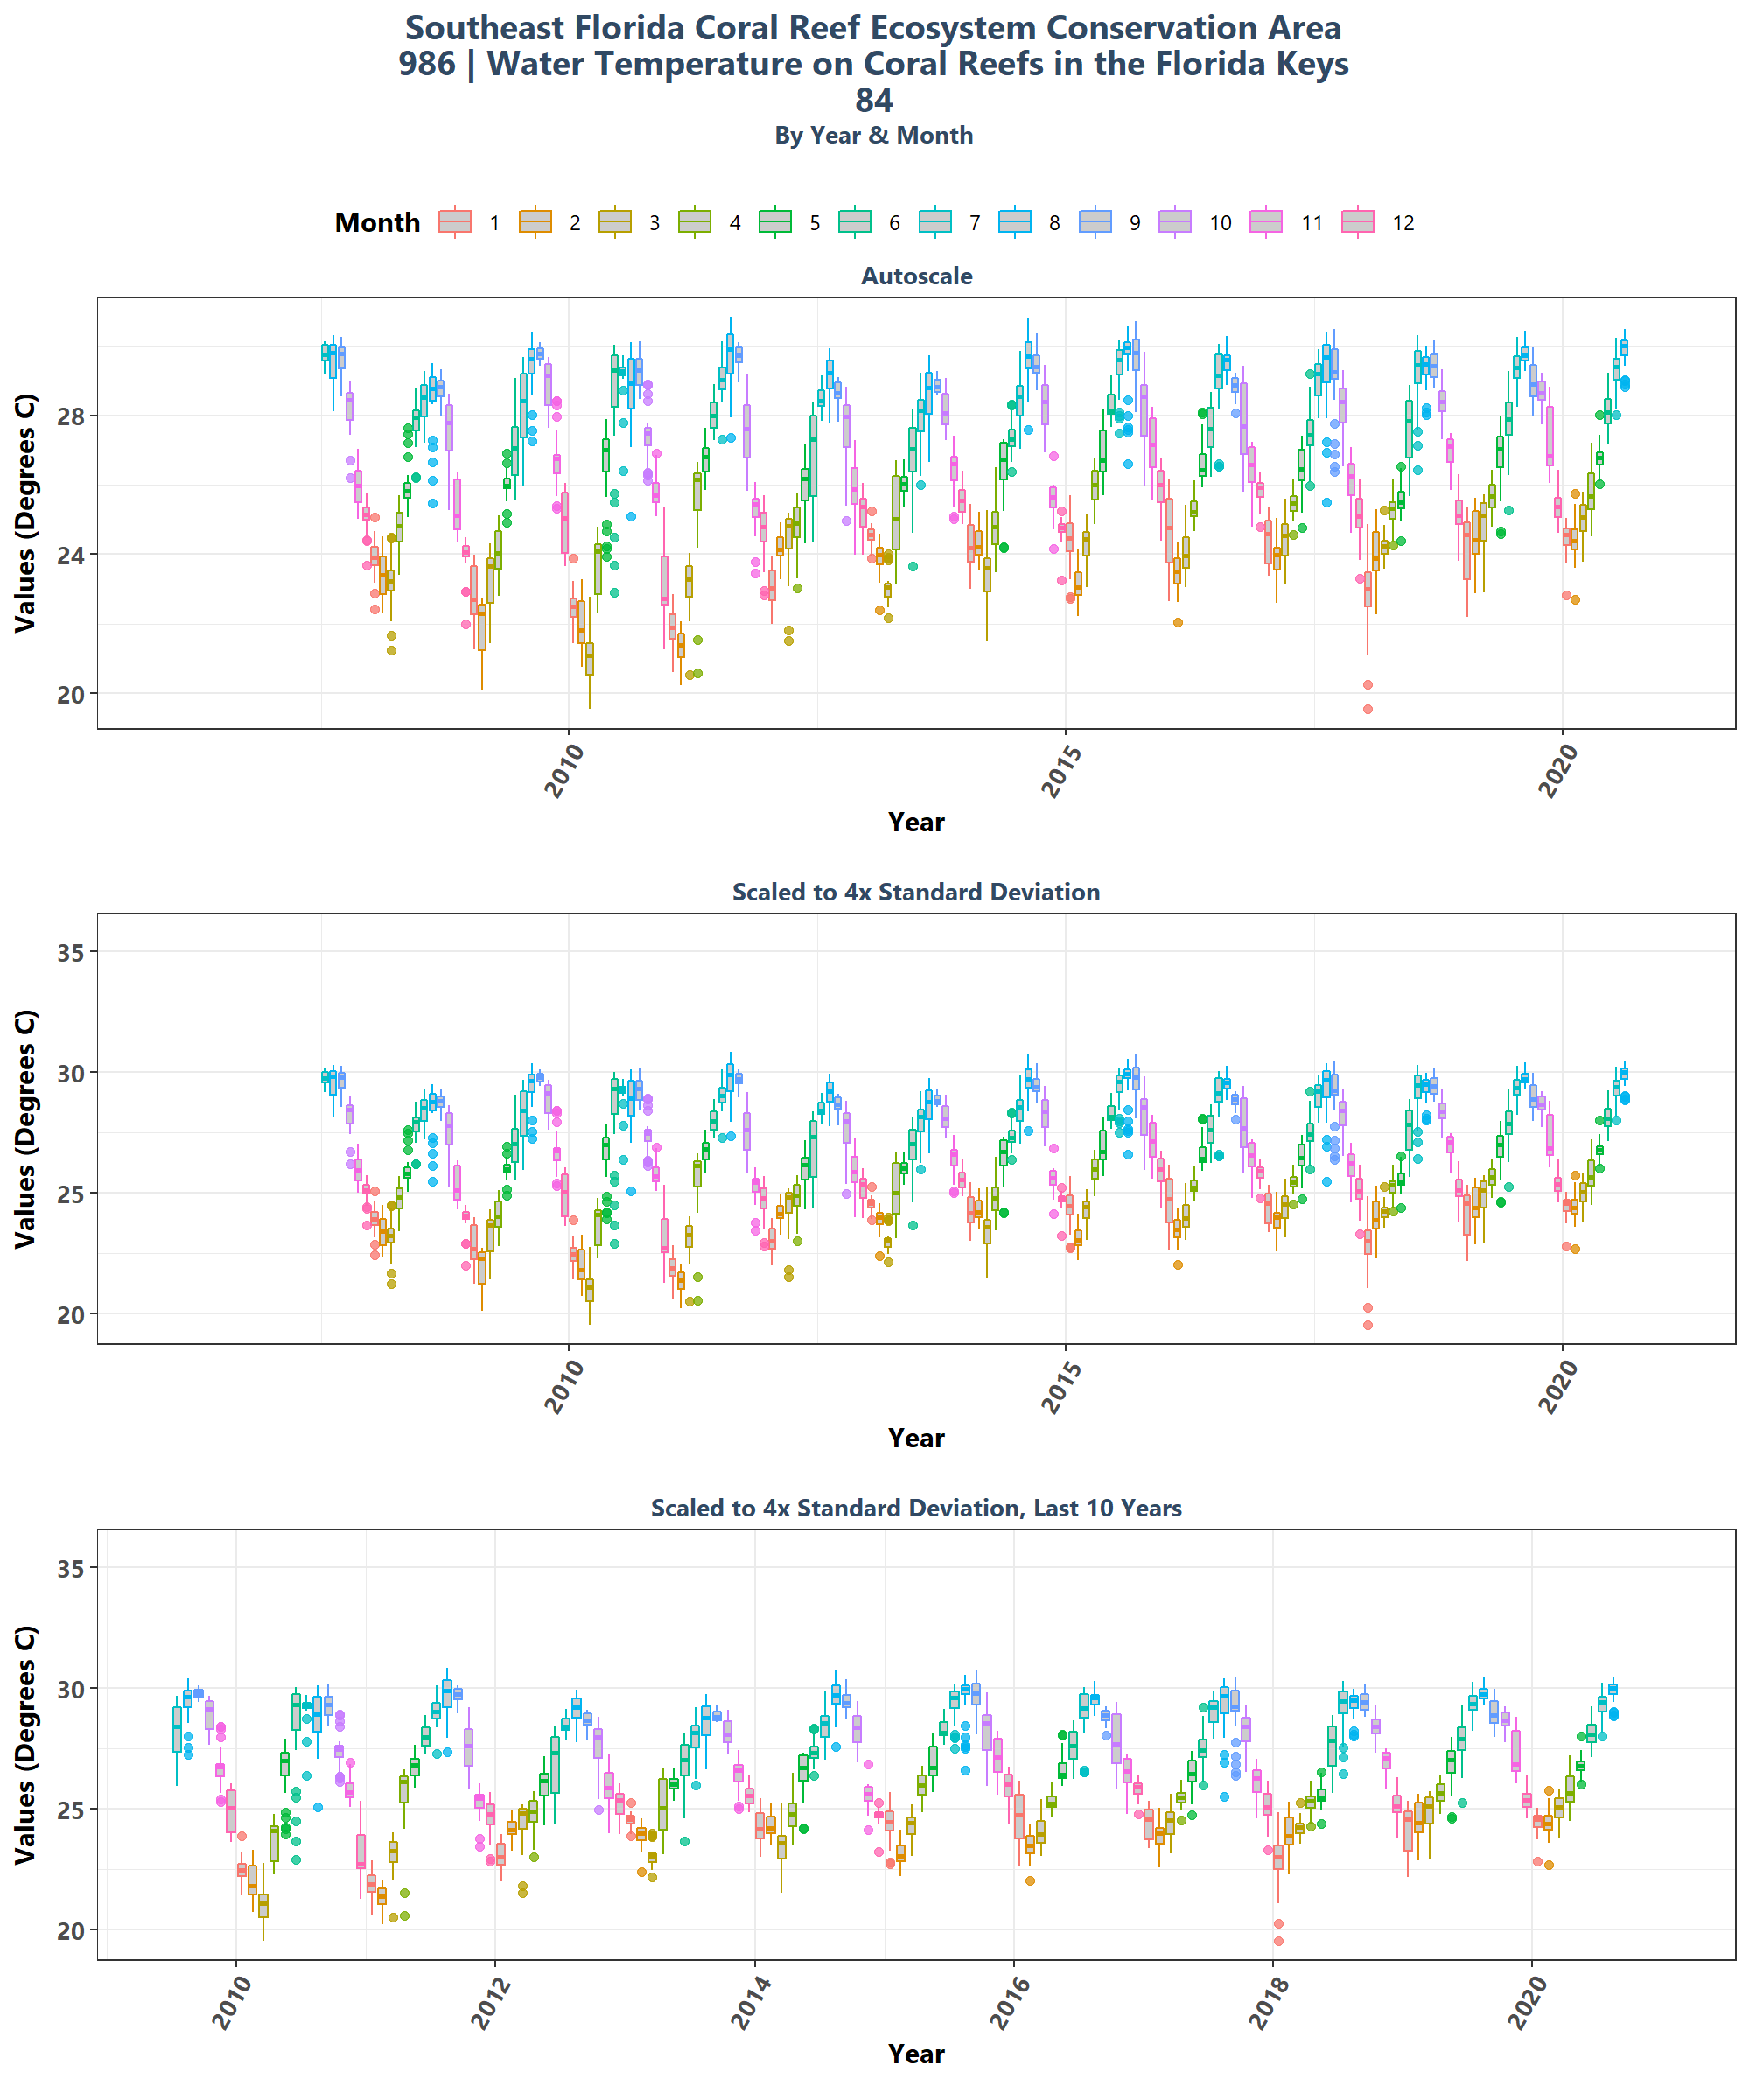 Southeast Florida Coral Reef Ecosystem Conservation Area
986 | Water Temperature on Coral Reefs in the Florida Keys
84
By Year & Month
Month 1 2 3 4 5 6 7 8 9 10 11 12
Autoscale
Values (Degrees C)
28
24
20
2010 2015 2020
Year
Scaled to 4x Standard Deviation
Values (Degrees C)
35
30
25
20
2010 2015 2020
Year
Scaled to 4x Standard Deviation, Last 10 Years
Values (Degrees C)
35
30
25
20
2010 2012 2014 2016 2018 2020
Year